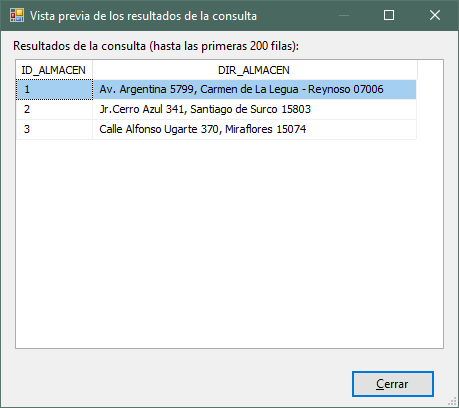 Vista previa de los resultados de la consulta
Resultados de la consulta (hasta las primeras 200 filas):
ID_ALMACEN DIR_ALMACEN
1 Av. Argentina 5799, Carmen de La Legua - Reynoso 07006
2 Jr.Cerro Azul 341, Santiago de Surco 15803
3 Calle Alfonso Ugarte 370, Miraflores 15074
Cerrar